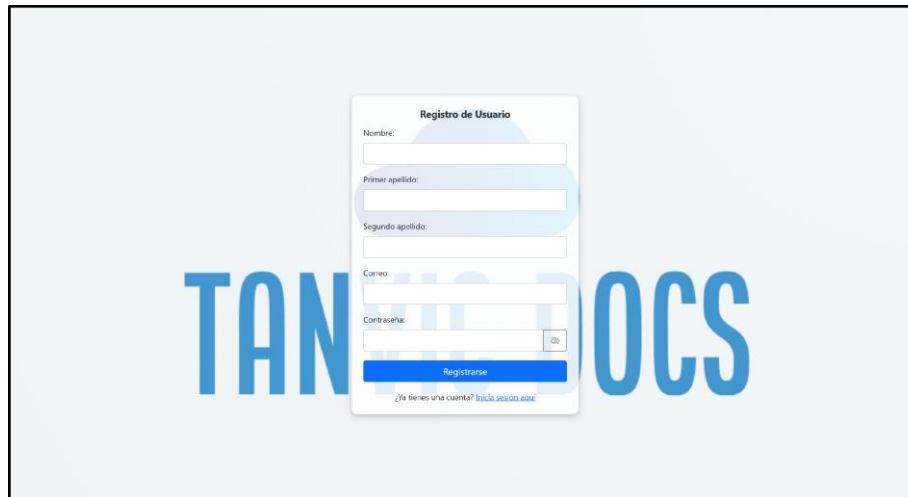 Registro de Usuario
Nombre:
Primer apellido:
Segundo apellido:
Correo:
Contraseña:
TANVIC DOCS
Registrarse
¿Ya tienes una cuenta? Inicia sesión aquí